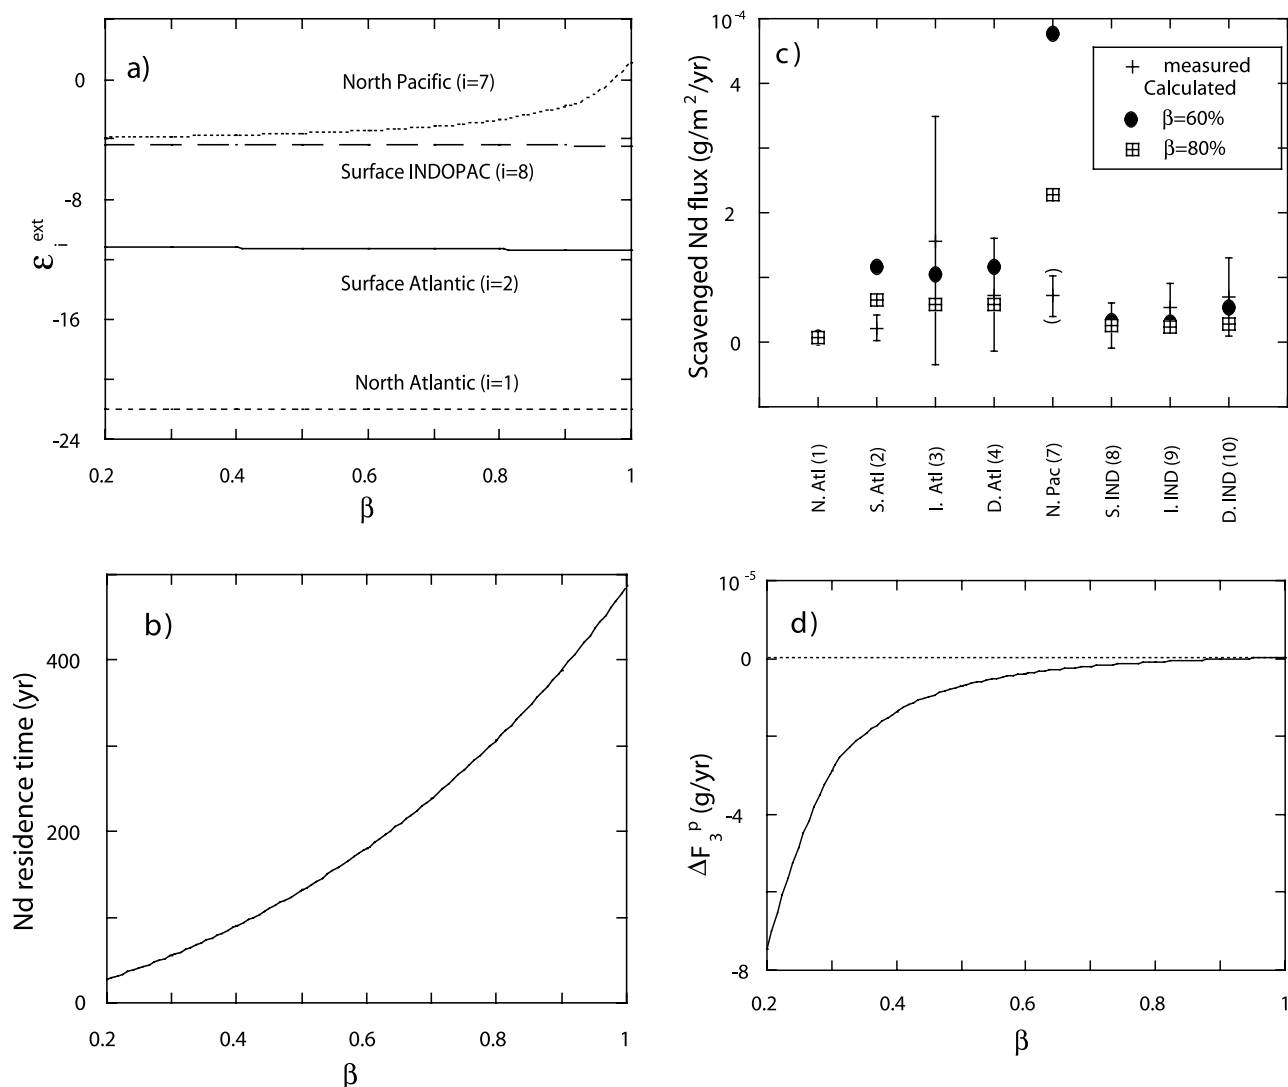 a)
0
-8
-16
-24
ε i ext
North Pacific (i=7)
Surface INDOPAC (i=8)
Surface Atlantic (i=2)
North Atlantic (i=1)
0.2 0.4 0.6 0.8 1
β
c)
10 -4
4
2
0
Scavenged Nd flux (g/m2/yr)
measured
Calculated
β=60%
β=80%
N. Atl (1)
S. Atl (2)
I. Atl (3)
D. Atl (4)
N. Pac (7)
S. IND (8)
I. IND (9)
D. IND (10)
b)
400
200
0
Nd residence time (yr)
0.2 0.4 0.6 0.8 1
β
d)
10 -5
0
-4
-8
ΔF 3 p (g/yr)
0.2 0.4 0.6 0.8 1
β